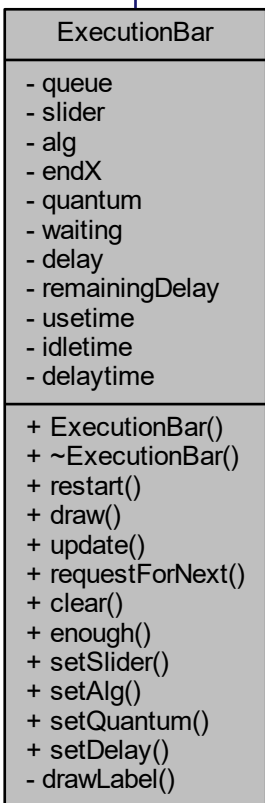 ExecutionBar
- queue
- slider
- alg
- endX
- quantum
- waiting
- delay
- remainingDelay
- usetime
- idletime
- delaytime
+ ExecutionBar()
+ ~ExecutionBar()
+ restart()
+ draw()
+ update()
+ requestForNext()
+ clear()
+ enough()
+ setSlider()
+ setAlg()
+ setQuantum()
+ setDelay()
- drawLabel()